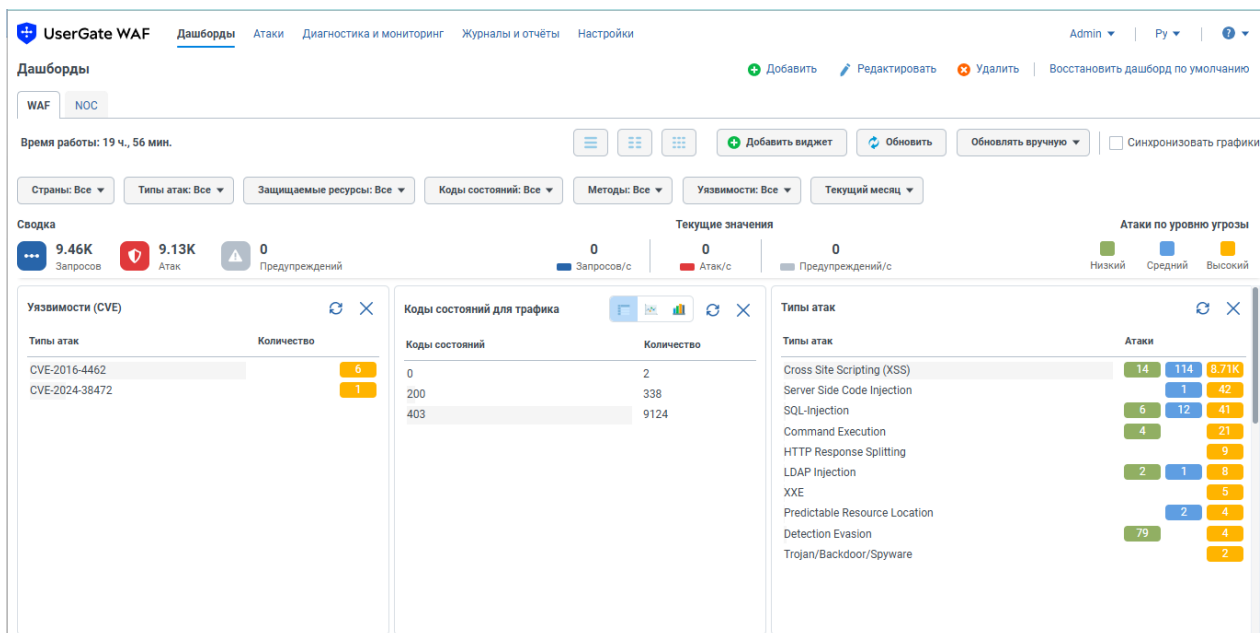 UserGate WAF Дашборды Атаки Диагностика и мониторинг Журналы и отчёты Настройки Admin Ру ?
Дашборды Добавить Редактировать Удалить Восстановить дашборд по умолчанию
WAF NOC
Время работы: 19 ч., 56 мин. Добавить виджет Обновить Обновлять вручную Синхронизовать графики
Страны: Все Типы атак: Все Защищаемые ресурсы: Все Коды состояний: Все Методы: Все Уязвимости: Все Текущий месяц
Сводка Текущие значения Атаки по уровню угрозы
9.46K 9.13K 0 0 0 0
Запросов Атак Предупреждений Запросов/с Атак/с Предупреждений/с Низкий Средний Высокий
Уязвимости (CVE)
Типы атак Количество
CVE-2016-4462 6
CVE-2024-38472 1
Коды состояний для трафика
Коды состояний Количество
0 2
200 338
403 9124
Типы атак
Типы атак Атаки
Cross Site Scripting (XSS) 14 114 8.71K
Server Side Code Injection 1 42
SQL-Injection 6 12 41
Command Execution 4 21
HTTP Response Splitting 9
LDAP Injection 2 1 8
XXE 5
Predictable Resource Location 2 4
Detection Evasion 79 4
Trojan/Backdoor/Spyware 2